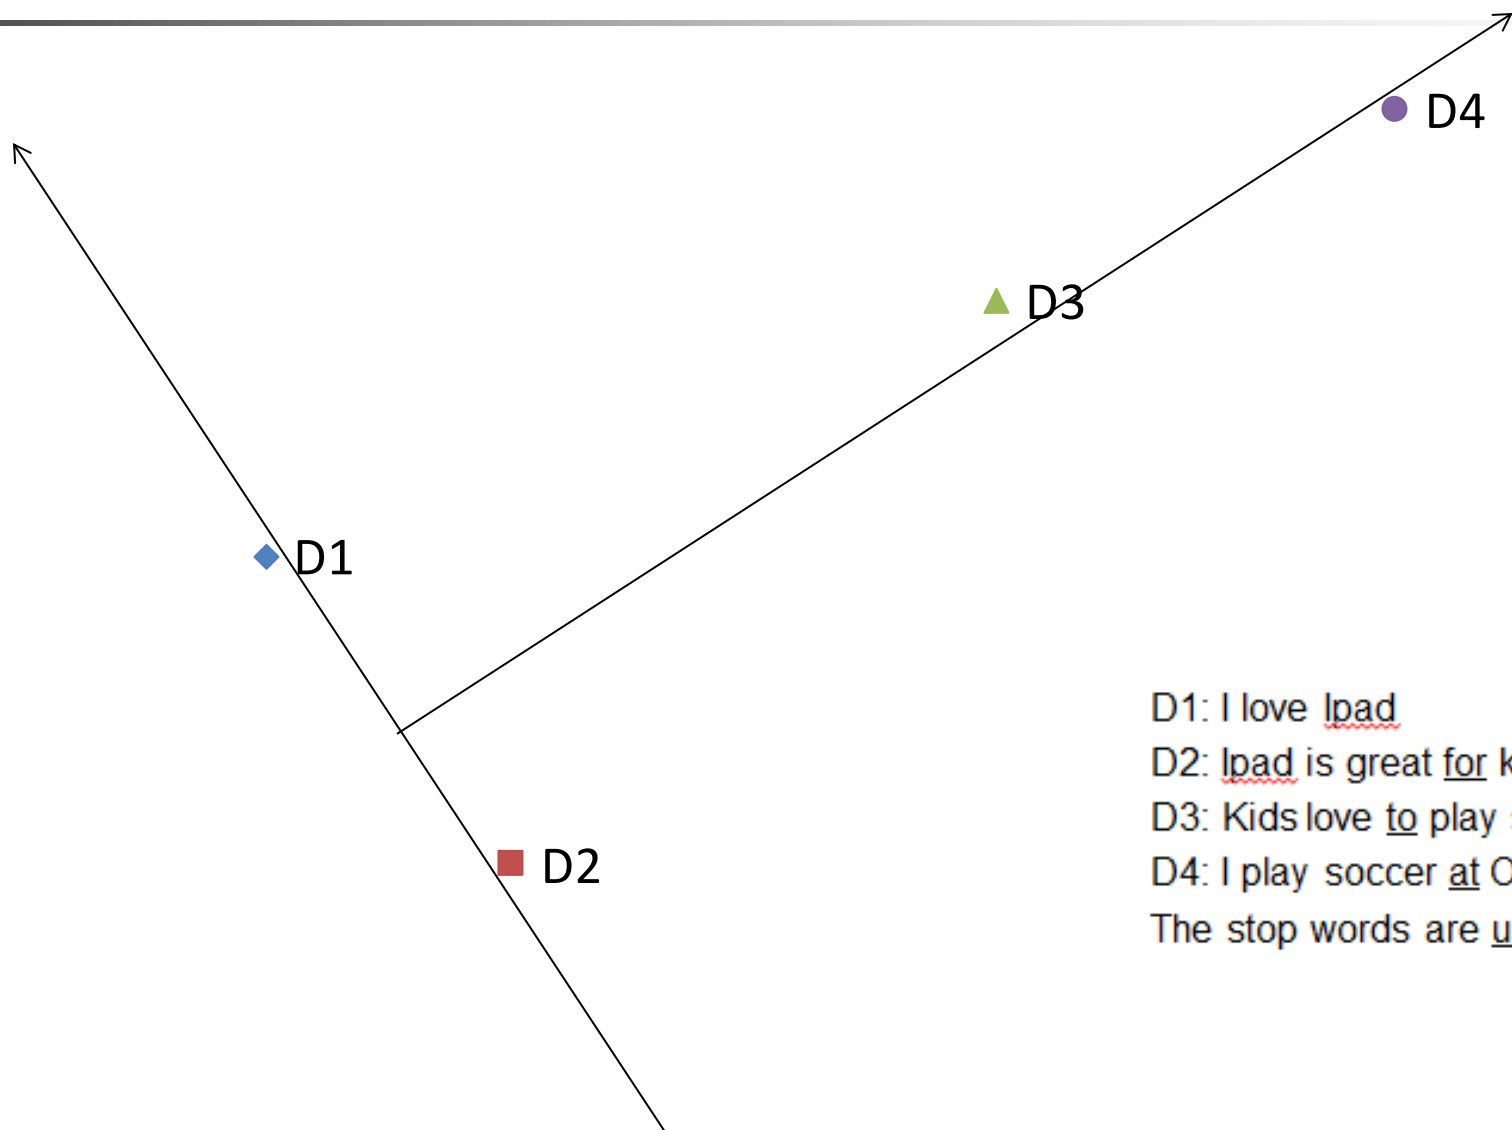 D4
D3
D1
D2
D1: I love Ipad
D2: Ipad is great for
D3: Kids love to play
D4: I play soccer at
The stop words are